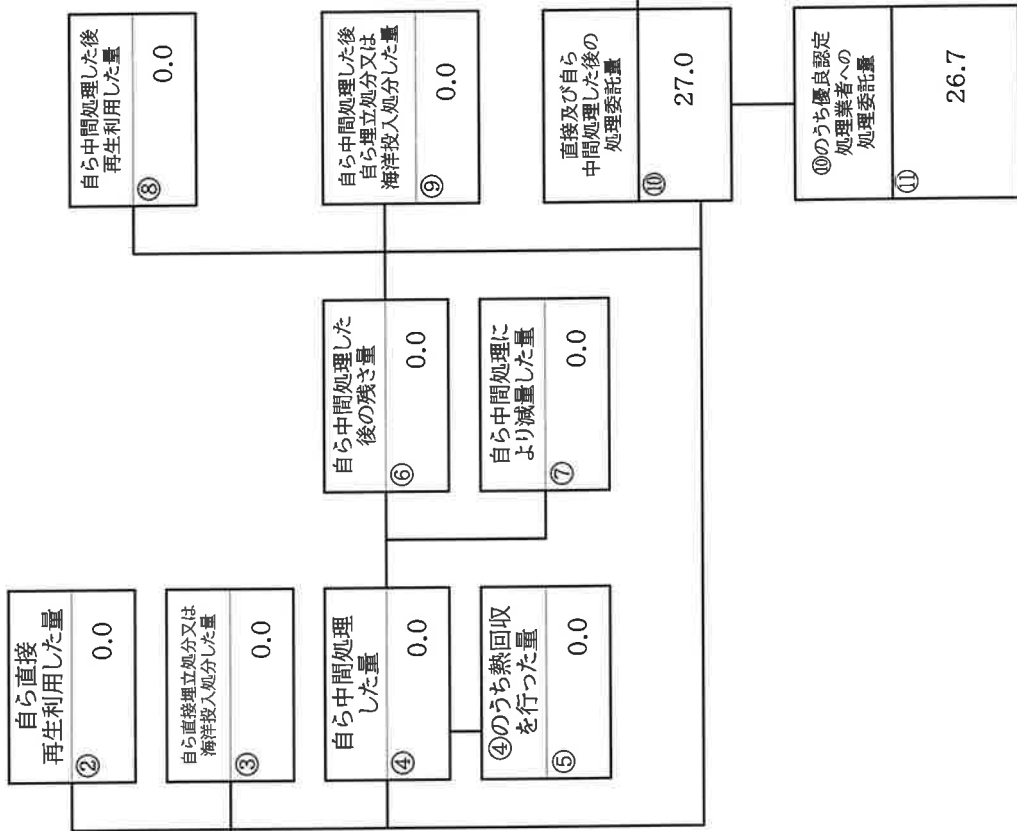 自ら直接
再生利用した量
②
0.0
自ら直接埋立処分又は
海洋投入処分した量
③
0.0
自ら中間処理
した量
④
0.0
④のうち熱回収
を行った量
⑤
0.0
自ら中間処理した
後の残さ量
⑥
0.0
自ら中間処理に
より減量した量
⑦
0.0
自ら中間処理した後
再生利用した量
⑧
0.0
自ら中間処理した後
自ら埋立処分又は
海洋投入処分した量
⑨
0.0
直接及び自ら
中間処理した後の
処理委託量
⑩
27.0
⑩のうち優良認定
処理業者への
処理委託量
⑪
26.7